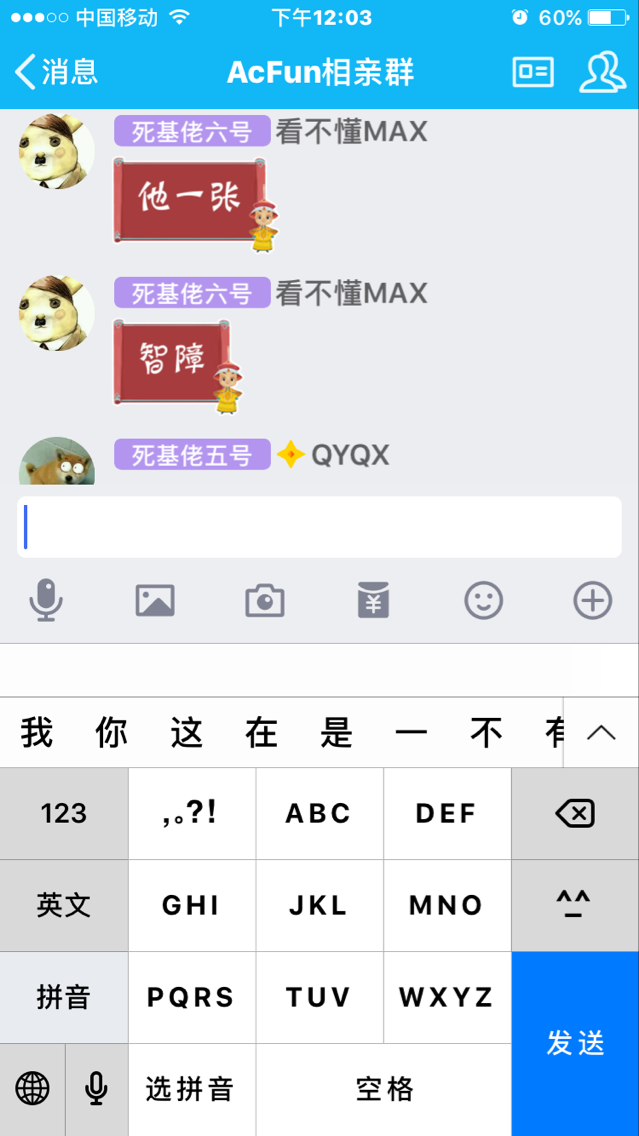 中国移动 下午12:03 60%
消息 AcFun相亲群
死基佬六号 看不懂MAX
他一张
死基佬六号 看不懂MAX
智障
死基佬五号 QYQX
¥
我 你 这 在 是 一 不 有
123 ,。?! ABC DEF
英文 GHI JKL MNO ^^
拼音 PQRS TUV WXYZ
发送
选拼音 空格